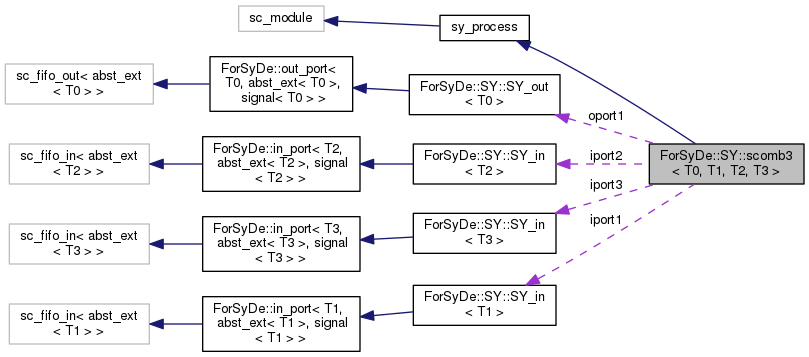 sc_module
sy_process
sc_fifo_out< abst_ext
< T0 > >
ForSyDe::out_port<
T0, abst_ext< T0 >,
signal< T0 > >
ForSyDe::SY::SY_out
< T0 >
oport1
sc_fifo_in< abst_ext
< T2 > >
ForSyDe::in_port< T2,
abst_ext< T2 >, signal
< T2 > >
ForSyDe::SY::SY_in
< T2 >
iport2
ForSyDe::SY::scomb3
< T0, T1, T2, T3 >
iport3
sc_fifo_in< abst_ext
< T3 > >
ForSyDe::in_port< T3,
abst_ext< T3 >, signal
< T3 > >
ForSyDe::SY::SY_in
< T3 >
iport1
sc_fifo_in< abst_ext
< T1 > >
ForSyDe::in_port< T1,
abst_ext< T1 >, signal
< T1 > >
ForSyDe::SY::SY_in
< T1 >